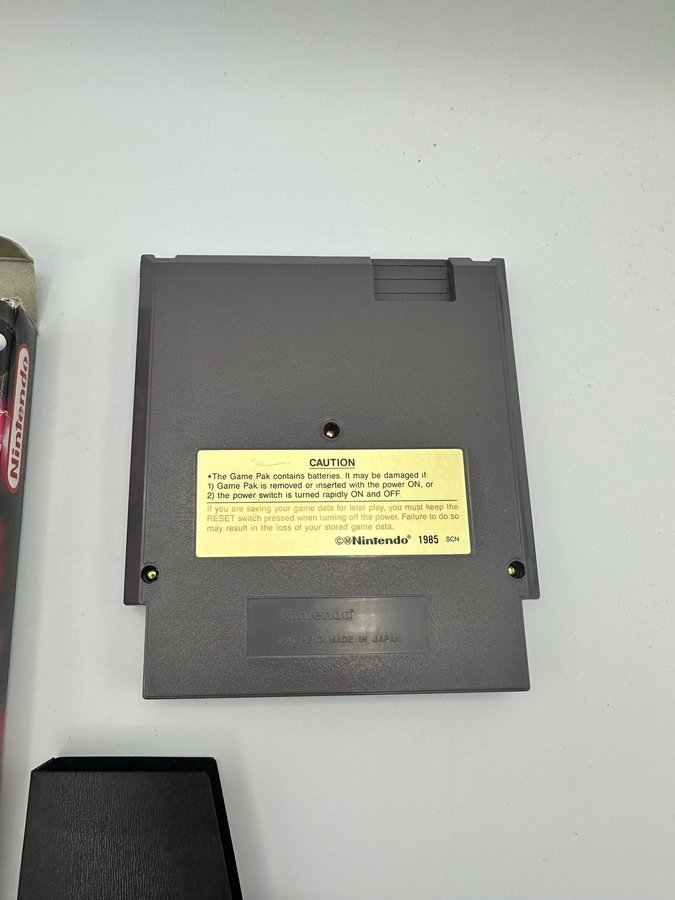 Nintendo
CAUTION
•The Game Pak contains batteries. It may be damaged if:
1) Game Pak is removed or inserted with the power ON, or
2) the power switch is turned rapidly ON and OFF.
If you are saving your game data for later play, you must keep the
RESET switch pressed when turning off the power. Failure to do so
may result in the loss of your stored game data.
©ⓂNintendo® 1985 SCN
Nintendo®
PAT. PEND. MADE IN JAPAN